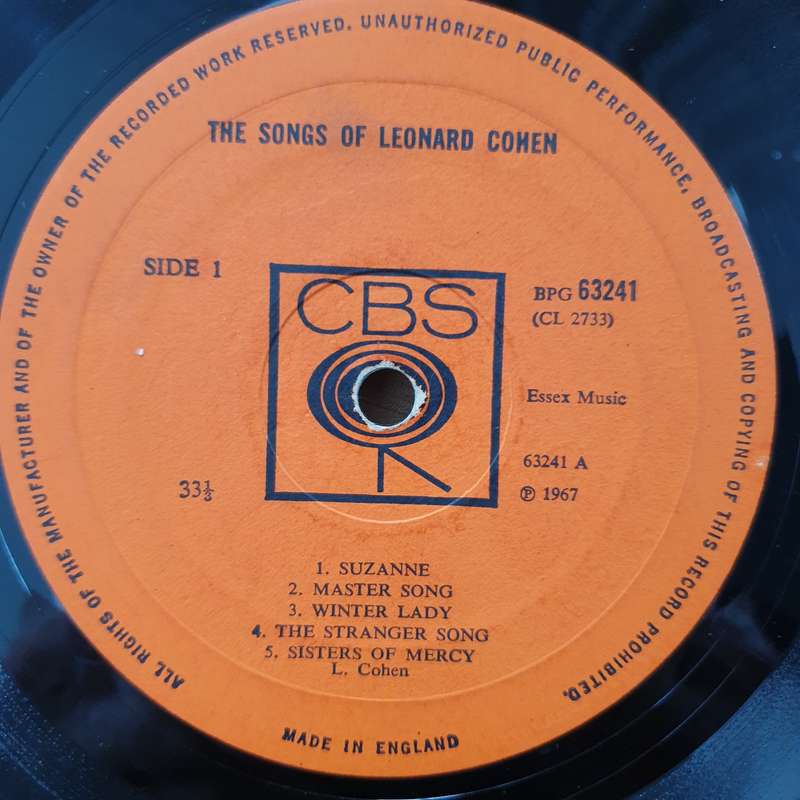 ALL RIGHTS OF THE MANUFACTURER AND OF THE OWNER OF THE RECORDED WORK RESERVED. UNAUTHORIZED PUBLIC PERFORMANCE, BROADCASTING AND COPYING OF THIS RECORD PROHIBITED.
THE SONGS OF LEONARD COHEN
SIDE 1
CBS
BPG 63241
(CL 2733)
Essex Music
63241 A
33⅓
℗ 1967
1. SUZANNE
2. MASTER SONG
3. WINTER LADY
4. THE STRANGER SONG
5. SISTERS OF MERCY
L. Cohen
MADE IN ENGLAND